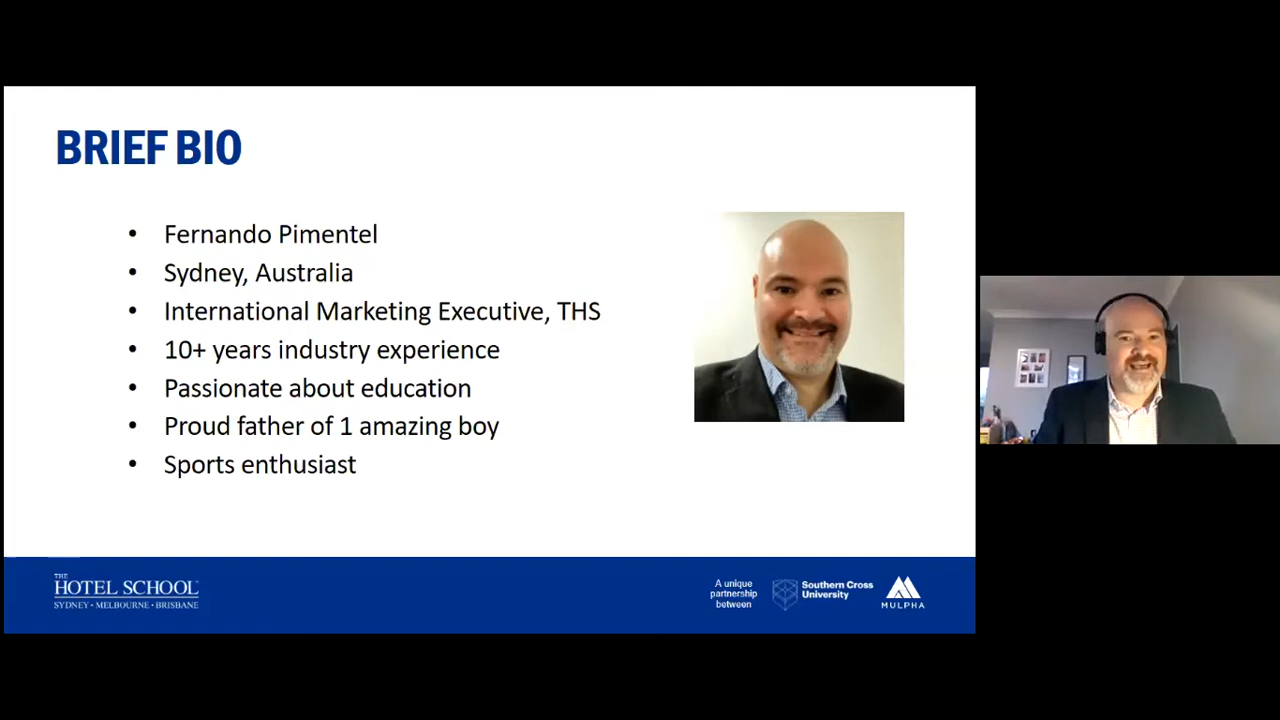 BRIEF BIO
• Fernando Pimentel
• Sydney, Australia
• International Marketing Executive, THS
• 10+ years industry experience
• Passionate about education
• Proud father of 1 amazing boy
• Sports enthusiast
THE
HOTEL SCHOOL
SYDNEY • MELBOURNE • BRISBANE
A unique
partnership
between
Southern Cross
University
MULPHA